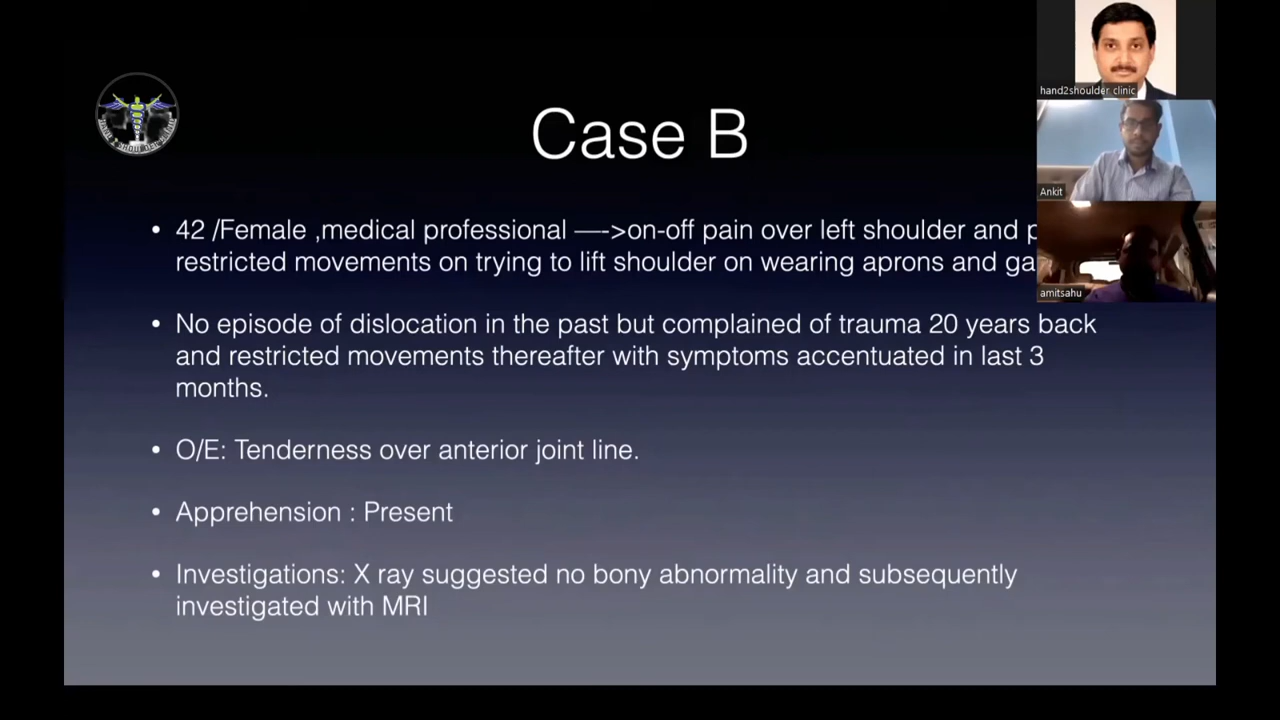 Case B
• 42 /Female ,medical professional —->on-off pain over left shoulder and
restricted movements on trying to lift shoulder on wearing aprons and
• No episode of dislocation in the past but complained of trauma 20 years back
and restricted movements thereafter with symptoms accentuated in last 3
months.
• O/E: Tenderness over anterior joint line.
• Apprehension : Present
• Investigations: X ray suggested no bony abnormality and subsequently
investigated with MRI
hand2shoulder clinic
Ankit
amitsahu